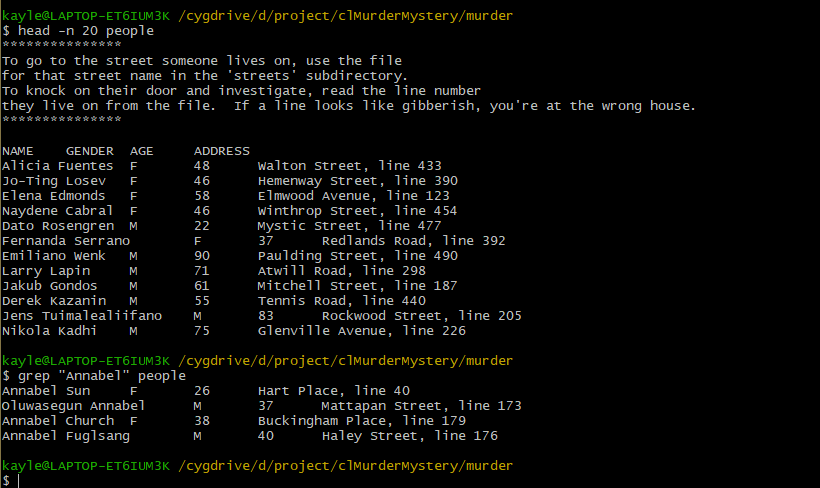 kayle@LAPTOP-ET6IUM3K /cygdrive/d/project/clMurderMystery/murder
$ head -n 20 people
***************
To go to the street someone lives on, use the file
for that street name in the 'streets' subdirectory.
To knock on their door and investigate, read the line number
they live on from the file.  If a line looks like gibberish, you're at the wrong house.
***************

NAME    GENDER  AGE     ADDRESS
Alicia Fuentes  F       48      Walton Street, line 433
Jo-Ting Losev   F       46      Hemenway Street, line 390
Elena Edmonds   F       58      Elmwood Avenue, line 123
Naydene Cabral  F       46      Winthrop Street, line 454
Dato Rosengren  M       22      Mystic Street, line 477
Fernanda Serrano        F       37      Redlands Road, line 392
Emiliano Wenk   M       90      Paulding Street, line 490
Larry Lapin     M       71      Atwill Road, line 298
Jakub Gondos    M       61      Mitchell Street, line 187
Derek Kazanin   M       55      Tennis Road, line 440
Jens Tuimalealiifano    M       83      Rockwood Street, line 205
Nikola Kadhi    M       75      Glenville Avenue, line 226

kayle@LAPTOP-ET6IUM3K /cygdrive/d/project/clMurderMystery/murder
$ grep "Annabel" people
Annabel Sun     F       26      Hart Place, line 40
Oluwasegun Annabel      M       37      Mattapan Street, line 173
Annabel Church  F       38      Buckingham Place, line 179
Annabel Fuglsang        M       40      Haley Street, line 176

kayle@LAPTOP-ET6IUM3K /cygdrive/d/project/clMurderMystery/murder
$